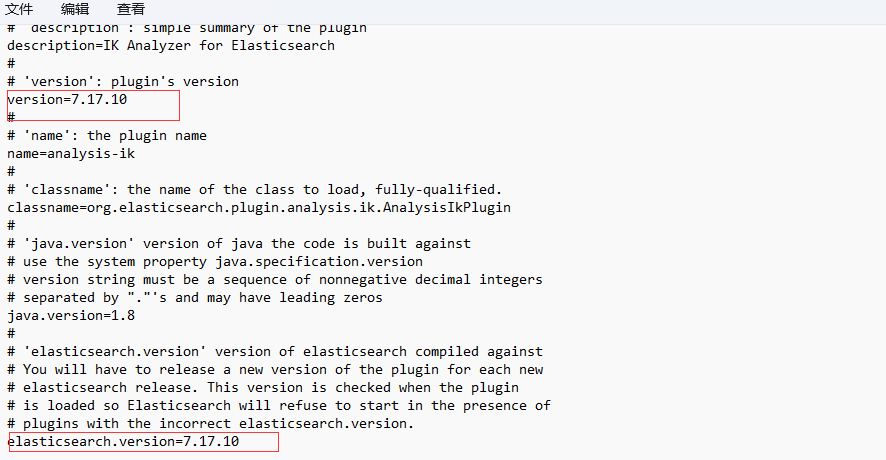 文件 编辑 查看
# 'description': simple summary of the plugin
description=IK Analyzer for Elasticsearch
#
# 'version': plugin's version
version=7.17.10
#
# 'name': the plugin name
name=analysis-ik
#
# 'classname': the name of the class to load, fully-qualified.
classname=org.elasticsearch.plugin.analysis.ik.AnalysisIkPlugin
#
# 'java.version' version of java the code is built against
# use the system property java.specification.version
# version string must be a sequence of nonnegative decimal integers
# separated by "."'s and may have leading zeros
java.version=1.8
#
# 'elasticsearch.version' version of elasticsearch compiled against
# You will have to release a new version of the plugin for each new
# elasticsearch release. This version is checked when the plugin
# is loaded so Elasticsearch will refuse to start in the presence of
# plugins with the incorrect elasticsearch.version.
elasticsearch.version=7.17.10